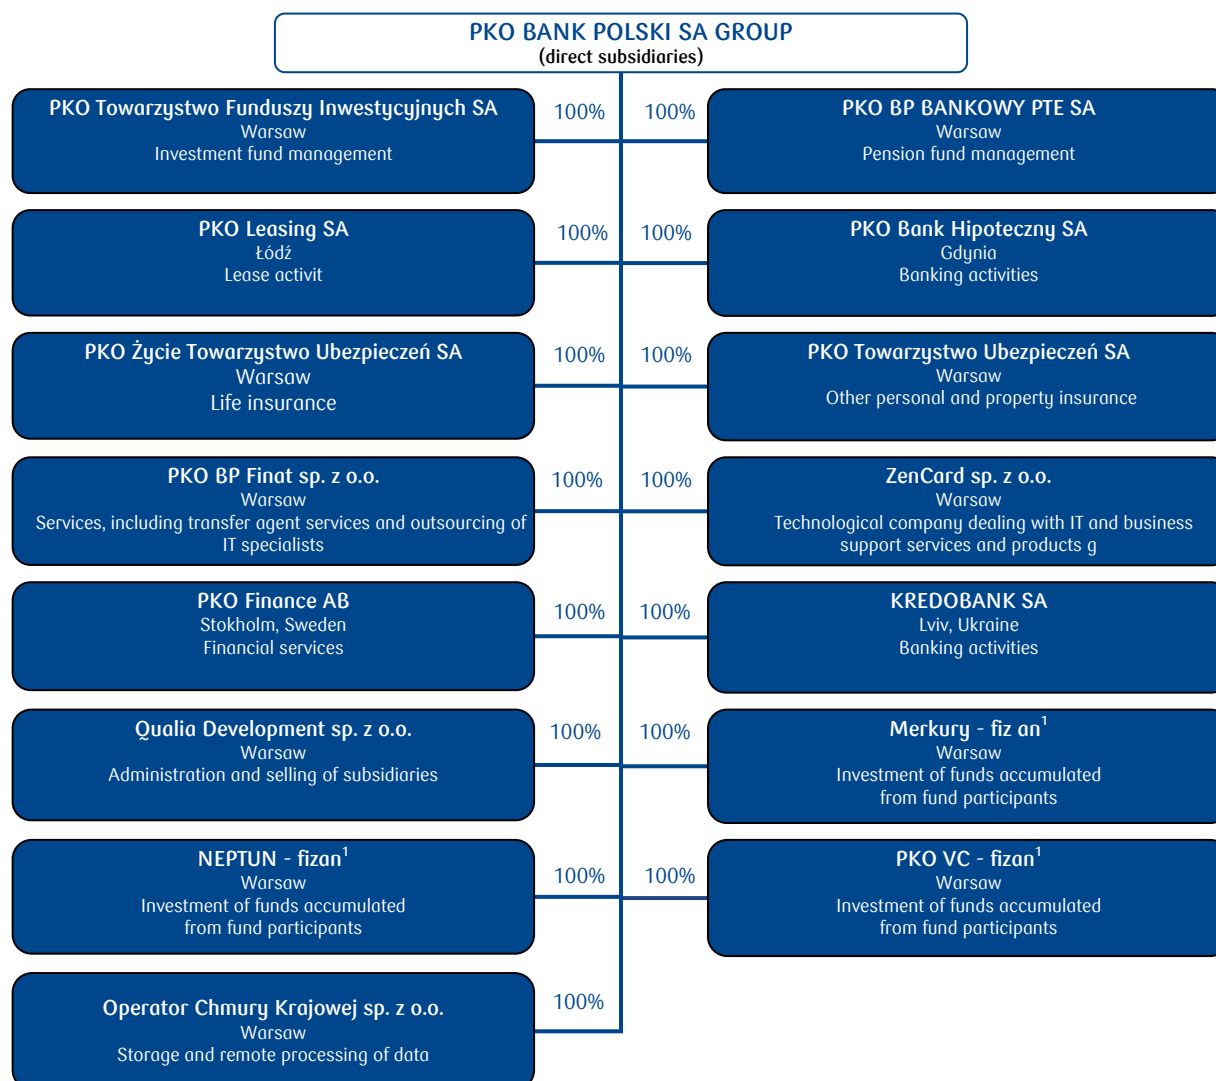 PKO BANK POLSKI SA GROUP
(direct subsidiaries)
PKO Towarzystwo Funduszy Inwestycyjnych SA
Warsaw
Investment fund management
100%
100%
PKO BP BANKOWY PTE SA
Warsaw
Pension fund management
PKO Leasing SA
Łódź
Lease activit
100%
100%
PKO Bank Hipoteczny SA
Gdynia
Banking activities
PKO Życie Towarzystwo Ubezpieczeń SA
Warsaw
Life insurance
100%
100%
PKO Towarzystwo Ubezpieczeń SA
Warsaw
Other personal and property insurance
PKO BP Finat sp. z o.o.
Warsaw
Services, including transfer agent services and outsourcing of
IT specialists
100%
100%
ZenCard sp. z o.o.
Warsaw
Technological company dealing with IT and business
support services and products g
PKO Finance AB
Stokholm, Sweden
Financial services
100%
100%
KREDOBANK SA
Lviv, Ukraine
Banking activities
Qualia Development sp. z o.o.
Warsaw
Administration and selling of subsidiaries
100%
100%
Merkury - fiz an¹
Warsaw
Investment of funds accumulated
from fund participants
NEPTUN - fizan¹
Warsaw
Investment of funds accumulated
from fund participants
100%
100%
PKO VC - fizan¹
Warsaw
Investment of funds accumulated
from fund participants
Operator Chmury Krajowej sp. z o.o.
Warsaw
Storage and remote processing of data
100%